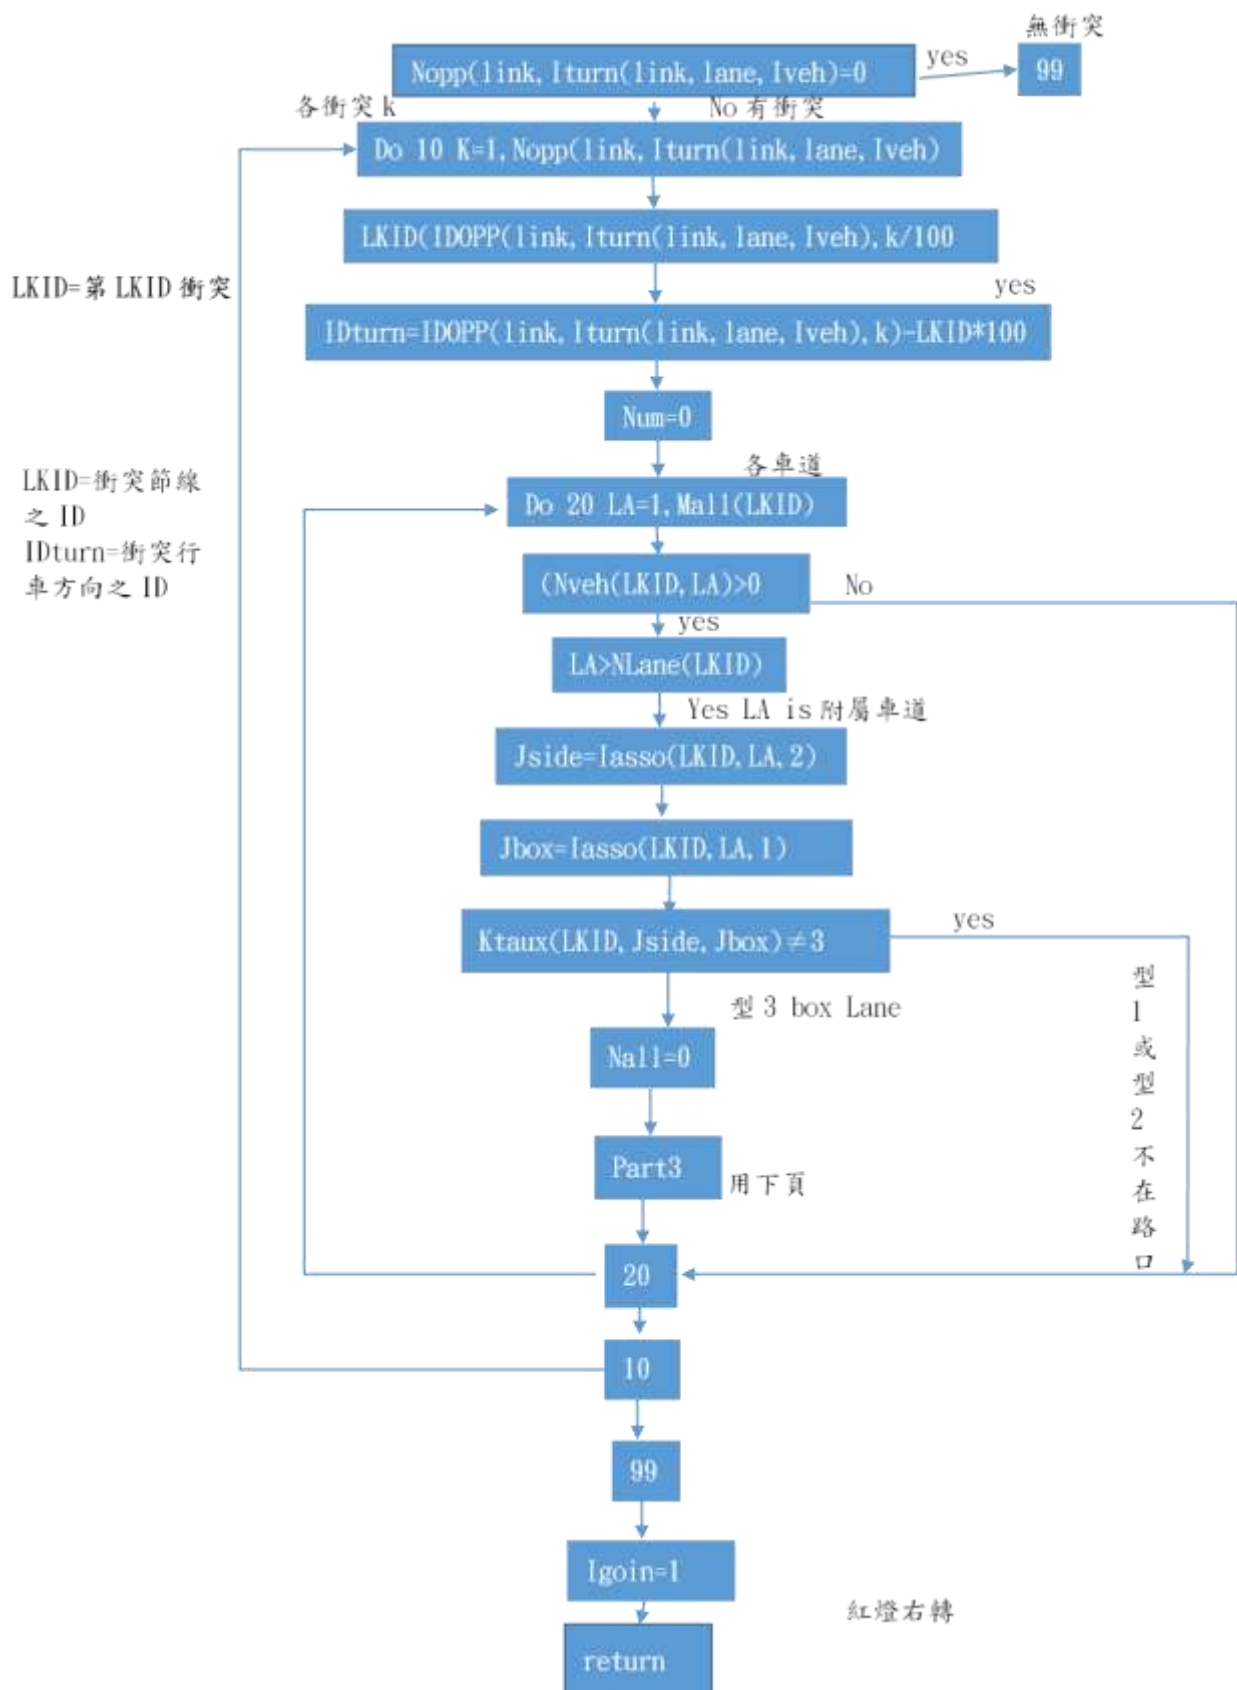 無衝突
Nopp(link,Iturn(link,lane,Iveh)=0
yes
99
各衝突 k
No 有衝突
Do 10 K=1,Nopp(link,Iturn(link,lane,Iveh)
LKID(IDOPP(link,Iturn(link,lane,Iveh),k/100
LKID=第 LKID 衝突
yes
IDturn=IDOPP(link,Iturn(link,lane,Iveh),k)-LKID*100
Num=0
各車道
LKID=衝突節線
之 ID
IDturn=衝突行
車方向之 ID
Do 20 LA=1,Mall(LKID)
(Nveh(LKID,LA)>0
No
yes
LA>NLane(LKID)
Yes LA is 附屬車道
Jside=Iasso(LKID,LA,2)
Jbox=Iasso(LKID,LA,1)
Ktaux(LKID,Jside,Jbox)≠3
yes
型 3 box Lane
型
1
或
型
2
不
在
路
口
Nall=0
Part3
用下頁
20
10
99
Igoin=1
紅燈右轉
return